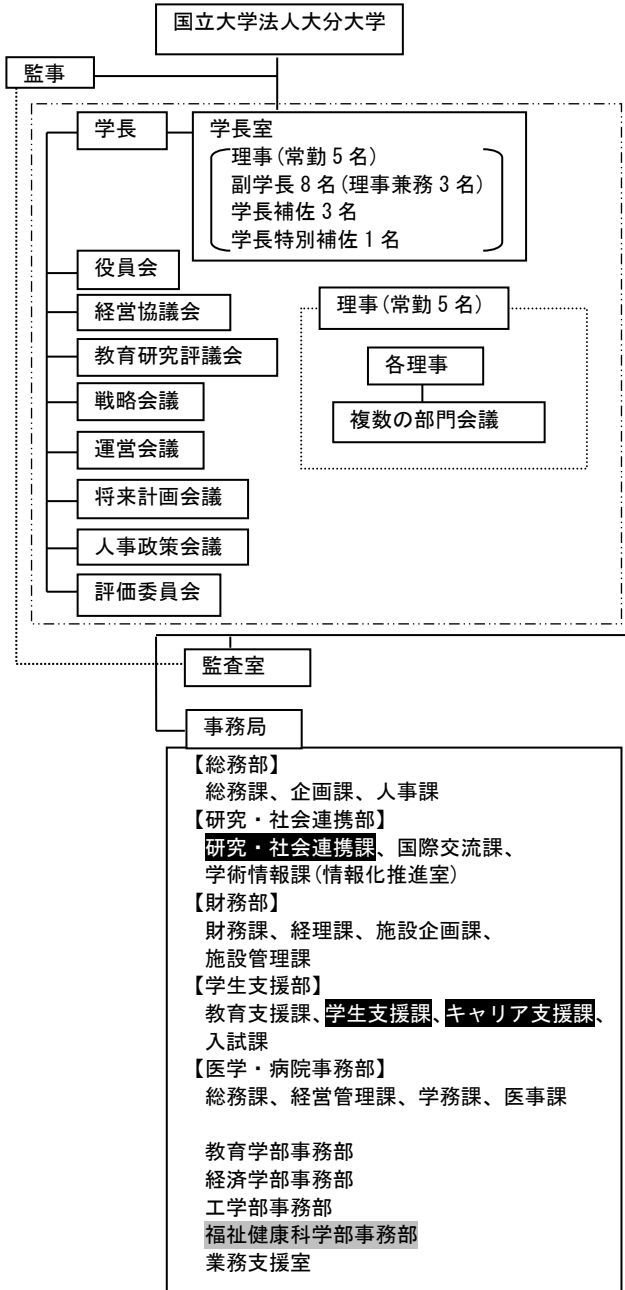 国立大学法人大分大学
監事
学長
学長室
理事(常勤5名)
副学長8名(理事兼務3名)
学長補佐3名
学長特別補佐1名
役員会
経営協議会
教育研究評議会
戦略会議
運営会議
将来計画会議
人事政策会議
評価委員会
理事(常勤5名)
各理事
複数の部門会議
監査室
事務局
【総務部】
総務課、企画課、人事課
【研究・社会連携部】
研究・社会連携課、国際交流課、
学術情報課(情報化推進室)
【財務部】
財務課、経理課、施設企画課、
施設管理課
【学生支援部】
教育支援課、学生支援課、キャリア支援課、
入試課
【医学・病院事務部】
総務課、経営管理課、学務課、医事課
教育学部事務部
経済学部事務部
工学部事務部
福祉健康科学部事務部
業務支援室